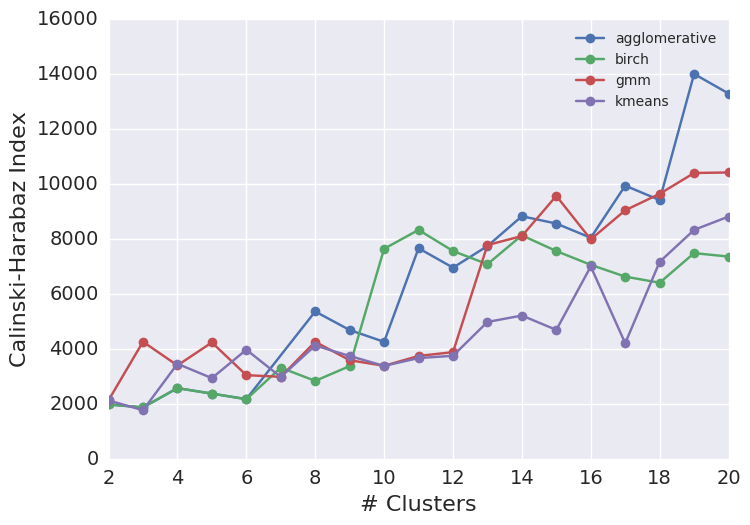 16000
14000
12000
10000
8000
6000
4000
2000
0
Calinski-Harabaz Index
agglomerative
birch
gmm
kmeans
2 4 6 8 10 12 14 16 18 20
# Clusters